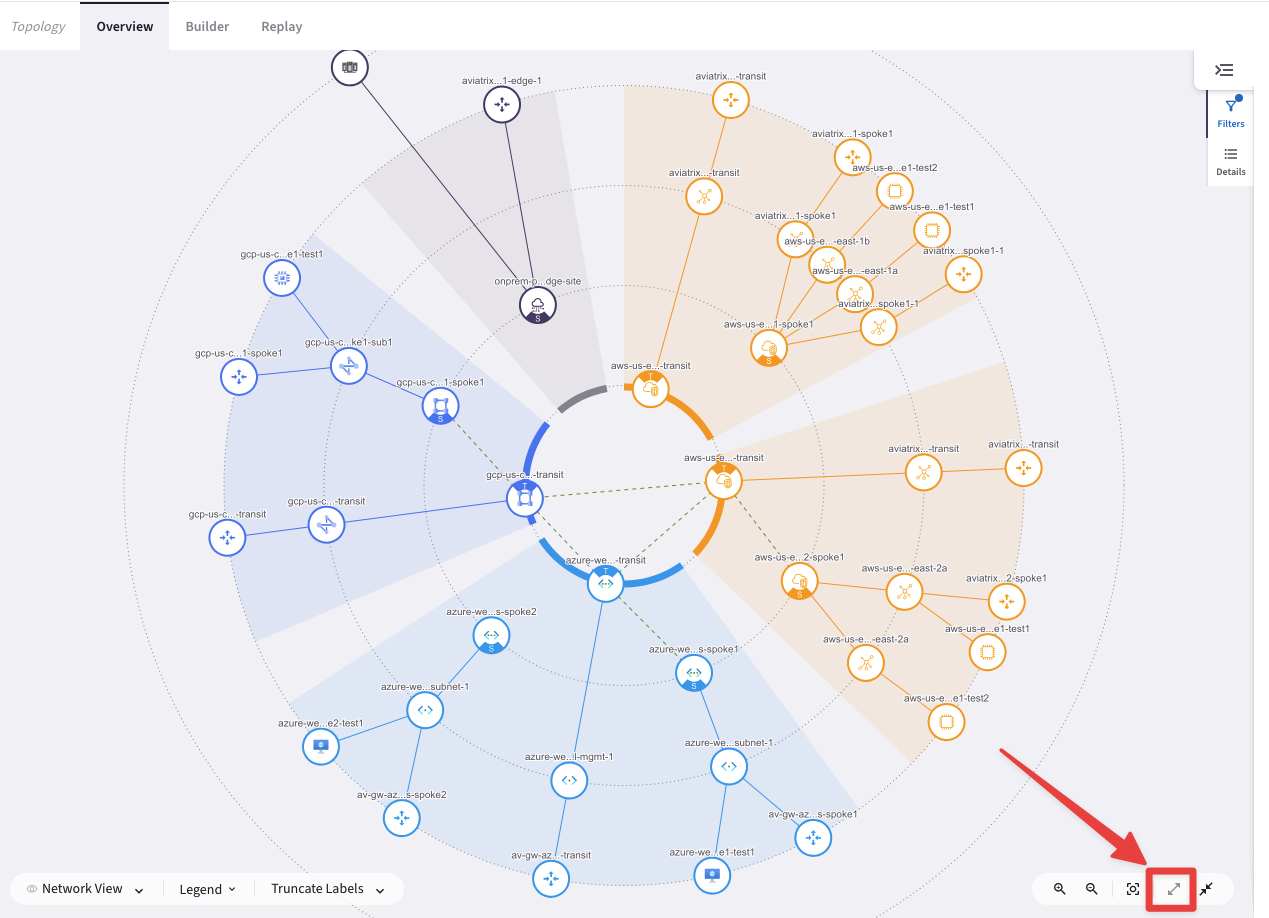 Topology
Overview
Builder
Replay
aviatrix...1-edge-1
aviatrix...-transit
Filters
Details
aviatrix...1-spoke1
aws-us-e...e1-test2
aviatrix...-transit
aws-us-e...e1-test1
aviatrix...1-spoke1
aws-us-e...-east-1b
aviatrix...spoke1-1
gcp-us-c...e1-test1
aws-us-e...-east-1a
onprem-p...dge-site
S
aviatrix...spoke1-1
aws-us-e...1-spoke1
S
gcp-us-c...ke1-sub1
gcp-us-c...1-spoke1
aws-us-e...-transit
T
gcp-us-c...1-spoke1
S
aviatrix...-transit
aviatrix...-transit
aws-us-e...-transit
T
gcp-us-c...-transit
T
gcp-us-c...-transit
gcp-us-c...-transit
aws-us-e...2-spoke1
S
azure-we...-transit
T
aws-us-e...-east-2a
aviatrix...2-spoke1
azure-we...s-spoke2
S
aws-us-e...e1-test1
aws-us-e...-east-2a
azure-we...s-spoke1
S
azure-we...subnet-1
aws-us-e...e1-test2
azure-we...e2-test1
azure-we...subnet-1
azure-we...l-mgmt-1
av-gw-az...s-spoke2
av-gw-az...s-spoke1
av-gw-az...-transit
azure-we...e1-test1
Network View
Legend
Truncate Labels